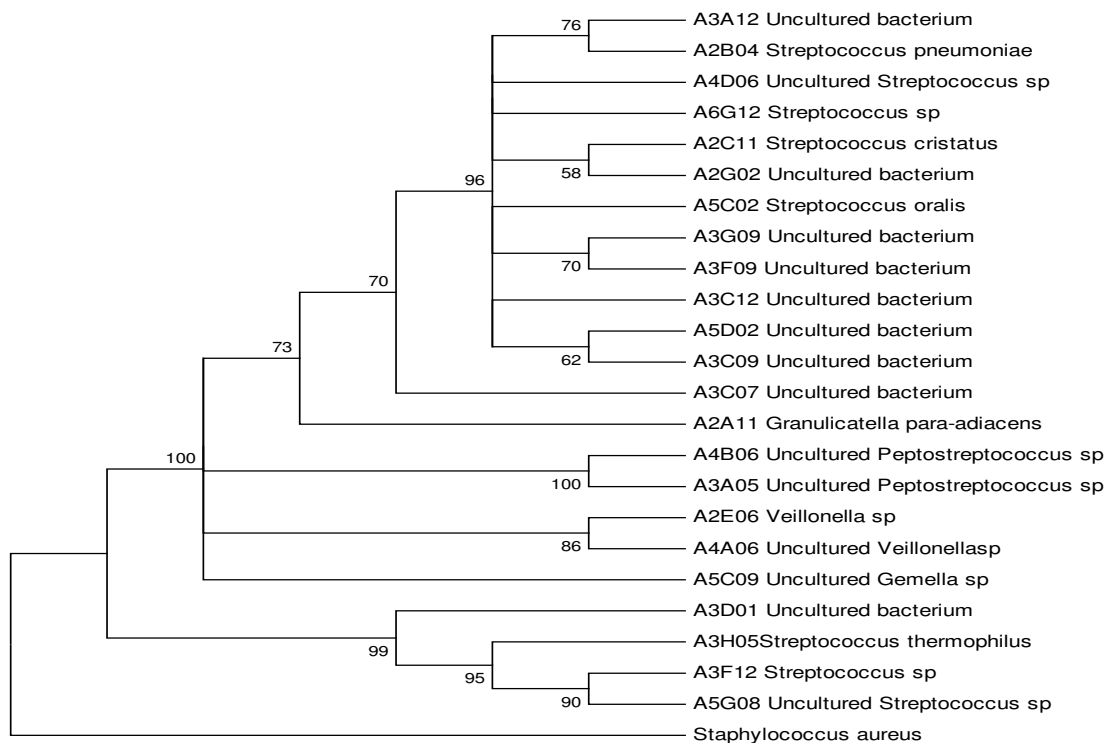 76
A3A12 Uncultured bacterium
A2B04 Streptococcus pneumoniae
A4D06 Uncultured Streptococcus sp
A6G12 Streptococcus sp
A2C11 Streptococcus cristatus
58
A2G02 Uncultured bacterium
96
A5C02 Streptococcus oralis
A3G09 Uncultured bacterium
70
A3F09 Uncultured bacterium
70
A3C12 Uncultured bacterium
A5D02 Uncultured bacterium
73
62
A3C09 Uncultured bacterium
A3C07 Uncultured bacterium
A2A11 Granulicatella para-adiacens
100
A4B06 Uncultured Peptostreptococcus sp
100
A3A05 Uncultured Peptostreptococcus sp
A2E06 Veillonella sp
86
A4A06 Uncultured Veillonellasp
A5C09 Uncultured Gemella sp
A3D01 Uncultured bacterium
99
A3H05Streptococcus thermophilus
95
A3F12 Streptococcus sp
90
A5G08 Uncultured Streptococcus sp
Staphylococcus aureus